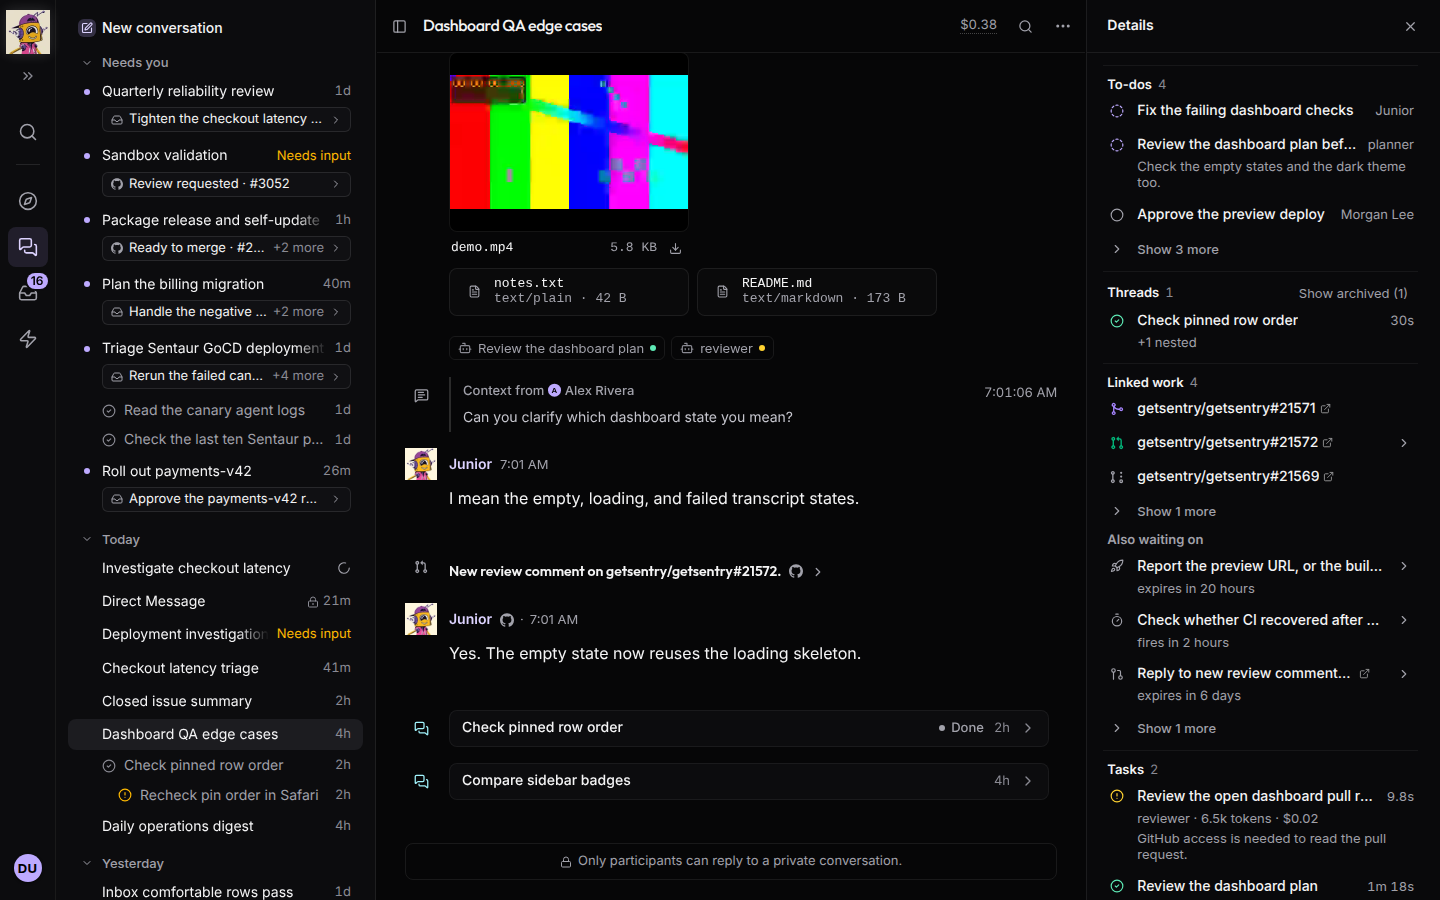 New conversation
Needs you
Quarterly reliability review 1d
Tighten the checkout latency ...
Sandbox validation Needs input
Review requested · #3052
Package release and self-update 1h
Ready to merge · #2... +2 more
Plan the billing migration 40m
Handle the negative ... +2 more
Triage Sentaur GoCD deployment 1d
Rerun the failed can... +4 more
Read the canary agent logs 1d
Check the last ten Sentaur p... 1d
Roll out payments-v42 26m
Approve the payments-v42 r...
Today
Investigate checkout latency
Direct Message 21m
Deployment investigation Needs input
Checkout latency triage 41m
Closed issue summary 2h
Dashboard QA edge cases 4h
Check pinned row order 2h
Recheck pin order in Safari 2h
Daily operations digest 4h
Yesterday
Inbox comfortable rows pass 1d
16
DU
Dashboard QA edge cases $0.38
demo.mp4 5.8 KB
notes.txt
text/plain · 42 B
README.md
text/markdown · 173 B
Review the dashboard plan
reviewer
Context from A Alex Rivera 7:01:06 AM
Can you clarify which dashboard state you mean?
Junior 7:01 AM
I mean the empty, loading, and failed transcript states.
New review comment on getsentry/getsentry#21572.
Junior · 7:01 AM
Yes. The empty state now reuses the loading skeleton.
Check pinned row order Done 2h
Compare sidebar badges 4h
Only participants can reply to a private conversation.
Details
To-dos 4
Fix the failing dashboard checks Junior
Review the dashboard plan bef... planner
Check the empty states and the dark theme
too.
Approve the preview deploy Morgan Lee
Show 3 more
Threads 1 Show archived (1)
Check pinned row order 30s
+1 nested
Linked work 4
getsentry/getsentry#21571
getsentry/getsentry#21572
getsentry/getsentry#21569
Show 1 more
Also waiting on
Report the preview URL, or the buil...
expires in 20 hours
Check whether CI recovered after ...
fires in 2 hours
Reply to new review comment...
expires in 6 days
Show 1 more
Tasks 2
Review the open dashboard pull r... 9.8s
reviewer · 6.5k tokens · $0.02
GitHub access is needed to read the pull
request.
Review the dashboard plan 1m 18s